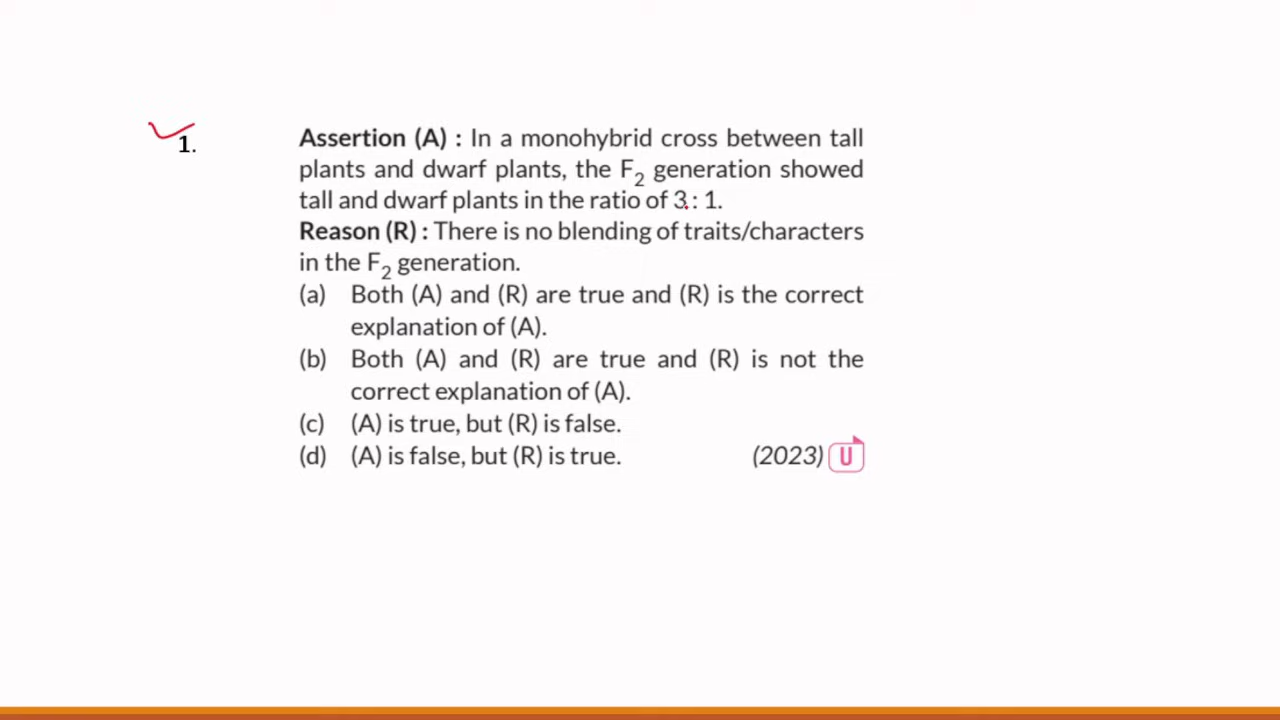 1.
Assertion (A) : In a monohybrid cross between tall
plants and dwarf plants, the F₂ generation showed
tall and dwarf plants in the ratio of 3 : 1.
Reason (R) : There is no blending of traits/characters
in the F₂ generation.
(a) Both (A) and (R) are true and (R) is the correct
explanation of (A).
(b) Both (A) and (R) are true and (R) is not the
correct explanation of (A).
(c) (A) is true, but (R) is false.
(d) (A) is false, but (R) is true. (2023) U